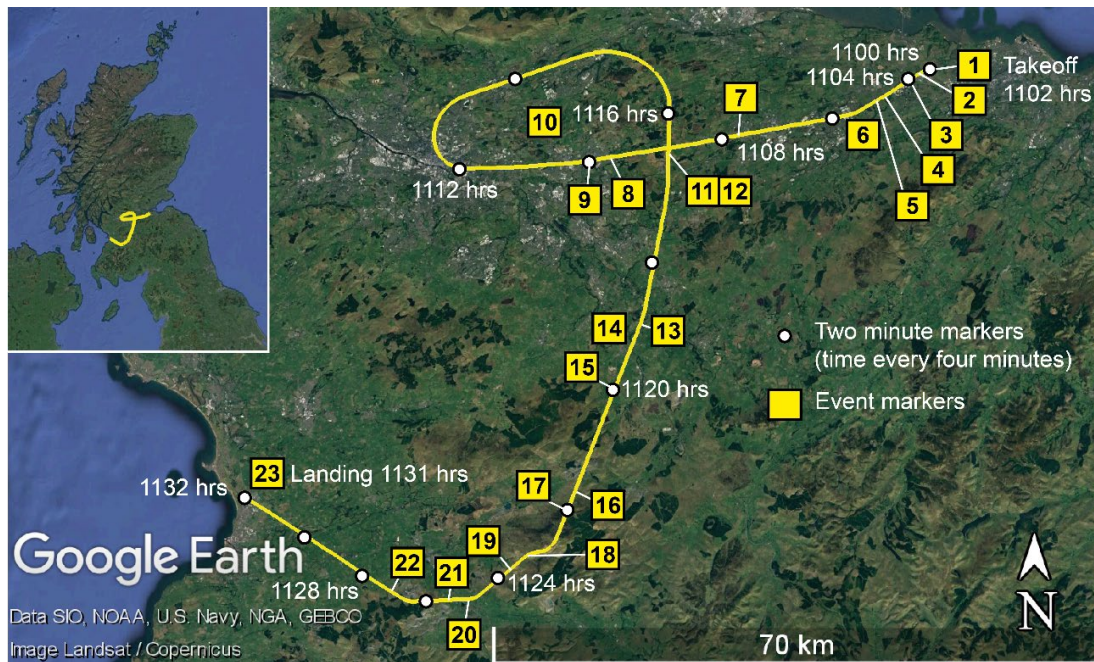 1100 hrs
1104 hrs
1
Takeoff
1102 hrs
2
3
4
5
6
7
1108 hrs
1116 hrs
10
1112 hrs
9
8
11
12
13
14
15
1120 hrs
Two minute markers
(time every four minutes)
Event markers
16
17
18
19
1124 hrs
20
21
22
1128 hrs
23
Landing 1131 hrs
1132 hrs
Google Earth
Data SIO, NOAA, U.S. Navy, NGA, GEBCO
Image Landsat / Copernicus
70 km
N